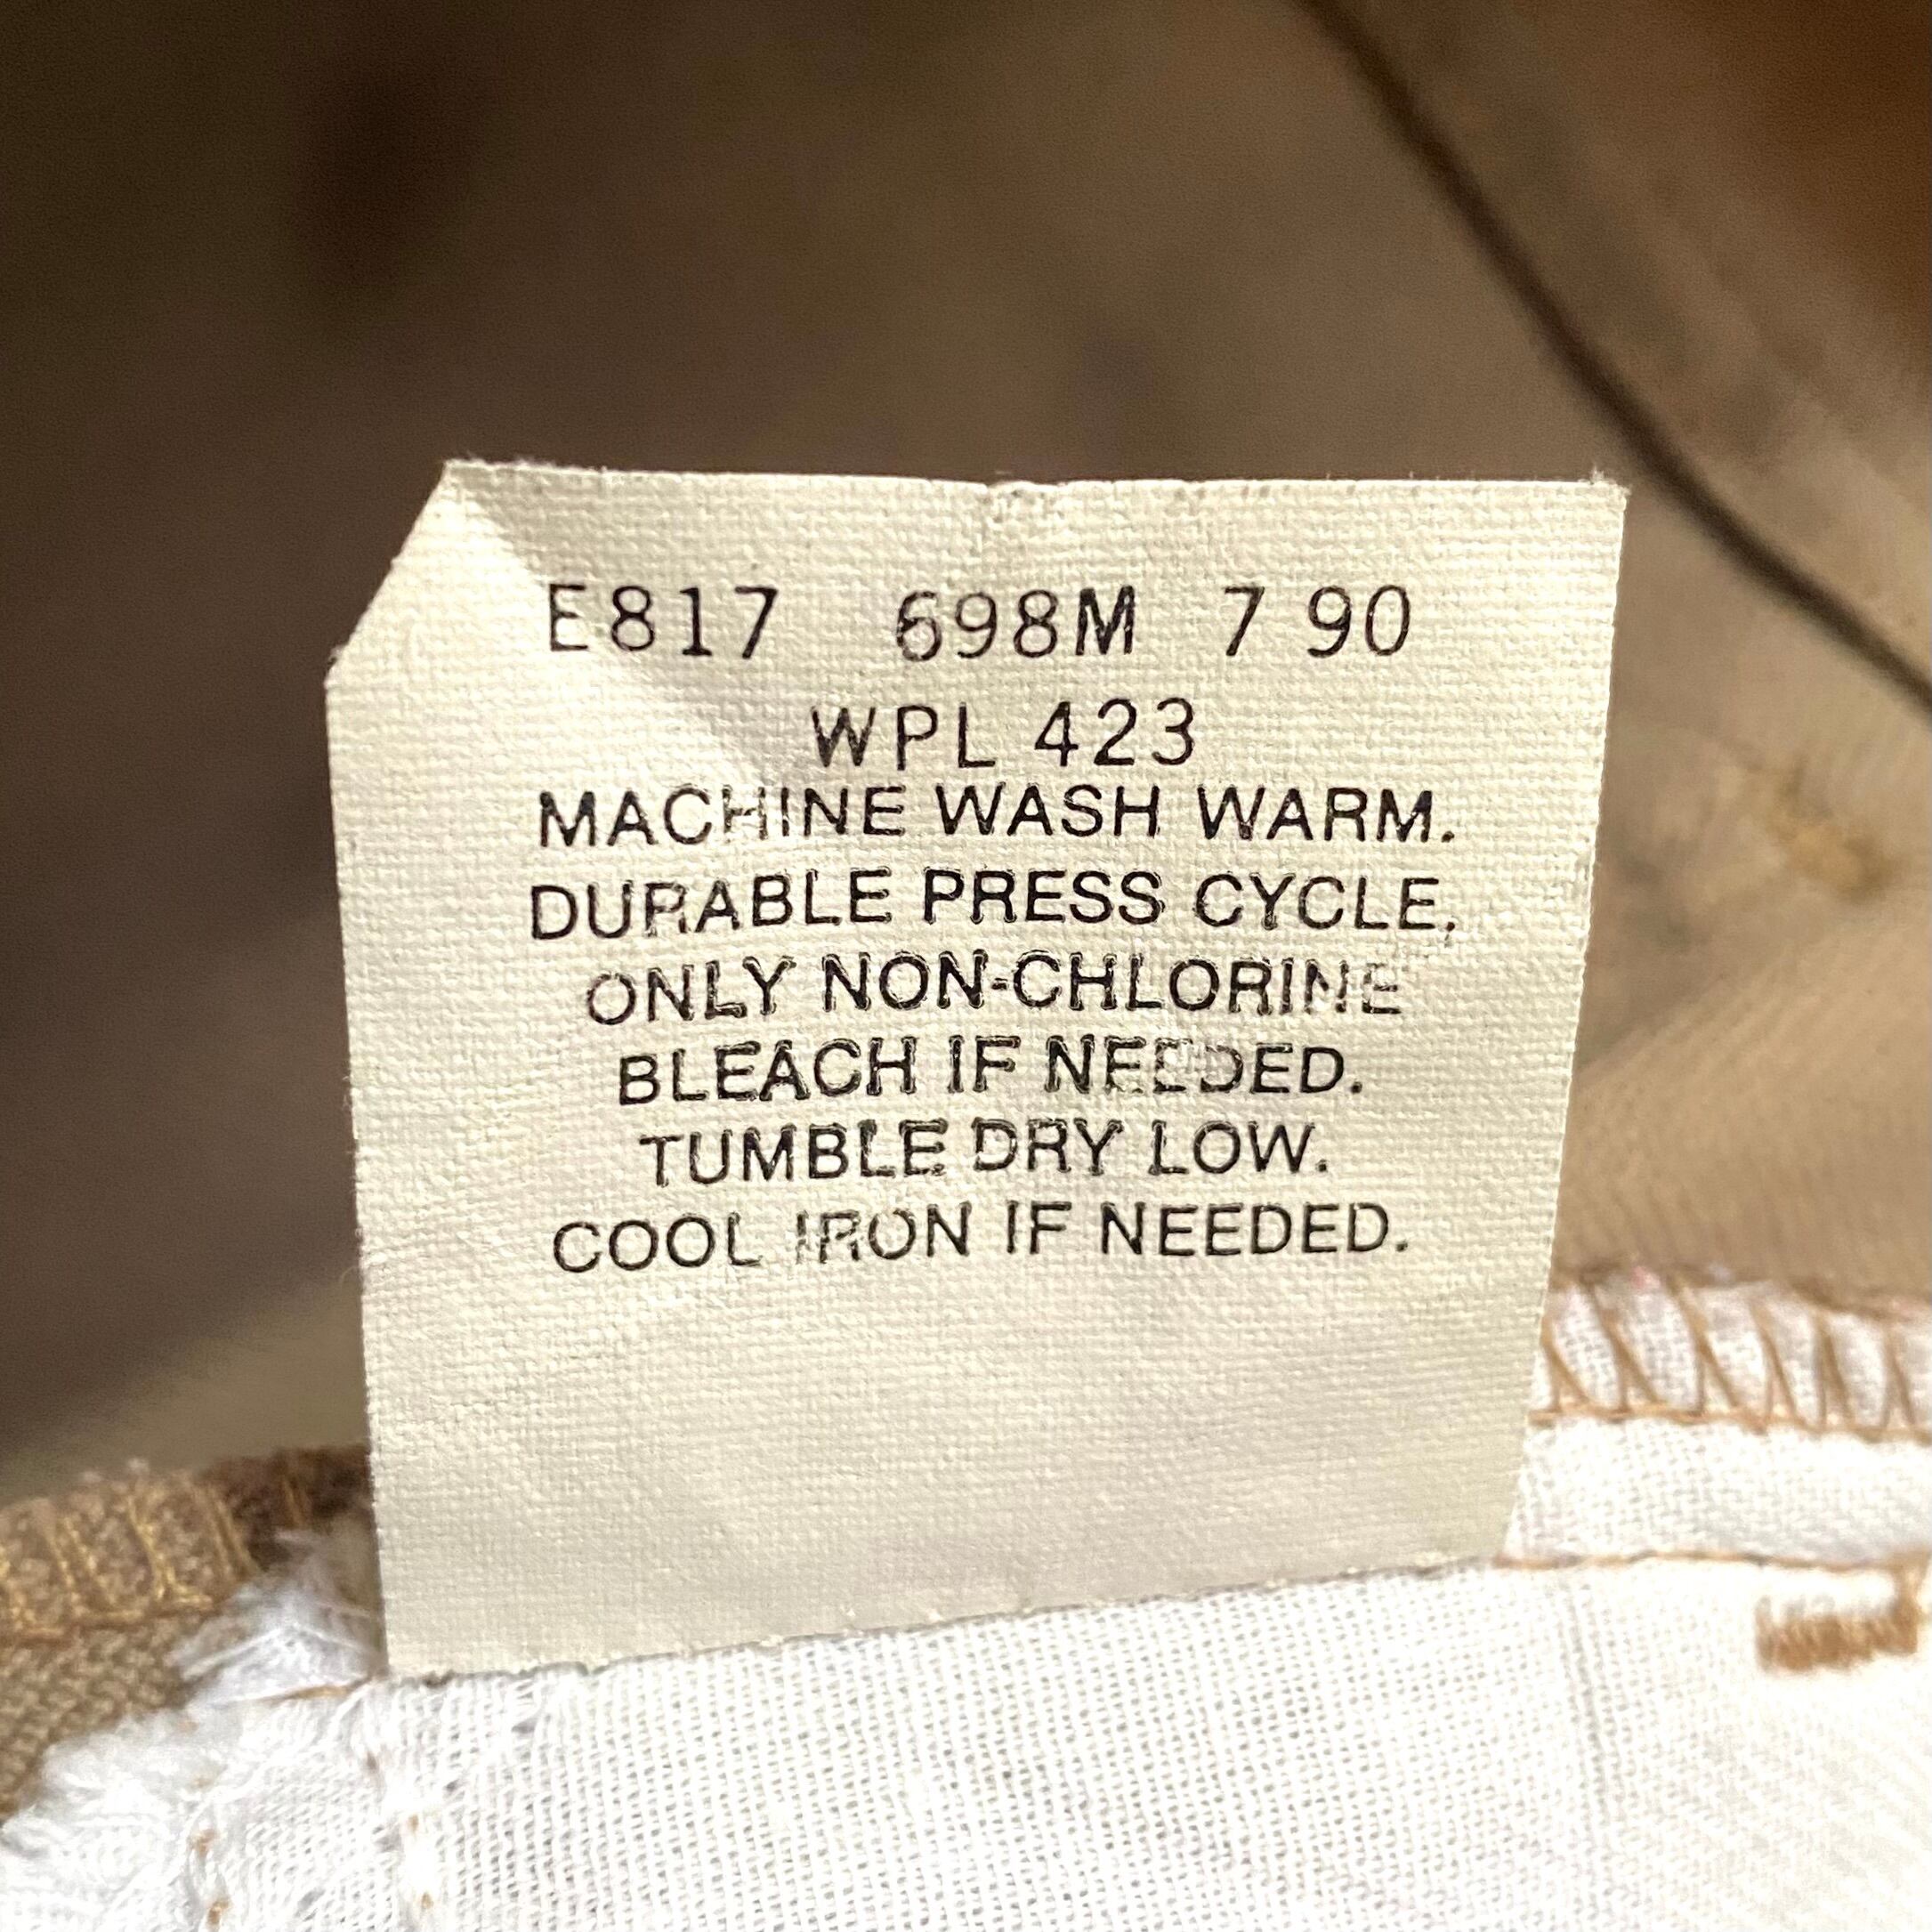 E817 698M 7 90
WPL 423
MACHINE WASH WARM.
DURABLE PRESS CYCLE.
ONLY NON-CHLORINE
BLEACH IF NEEDED.
TUMBLE DRY LOW.
COOL IRON IF NEEDED.